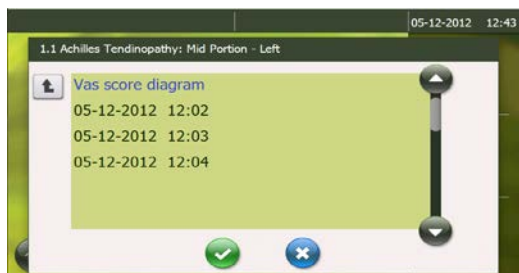 05-12-2012 12:43
1.1 Achilles Tendinopathy: Mid Portion - Left
Vas score diagram
05-12-2012 12:02
05-12-2012 12:03
05-12-2012 12:04